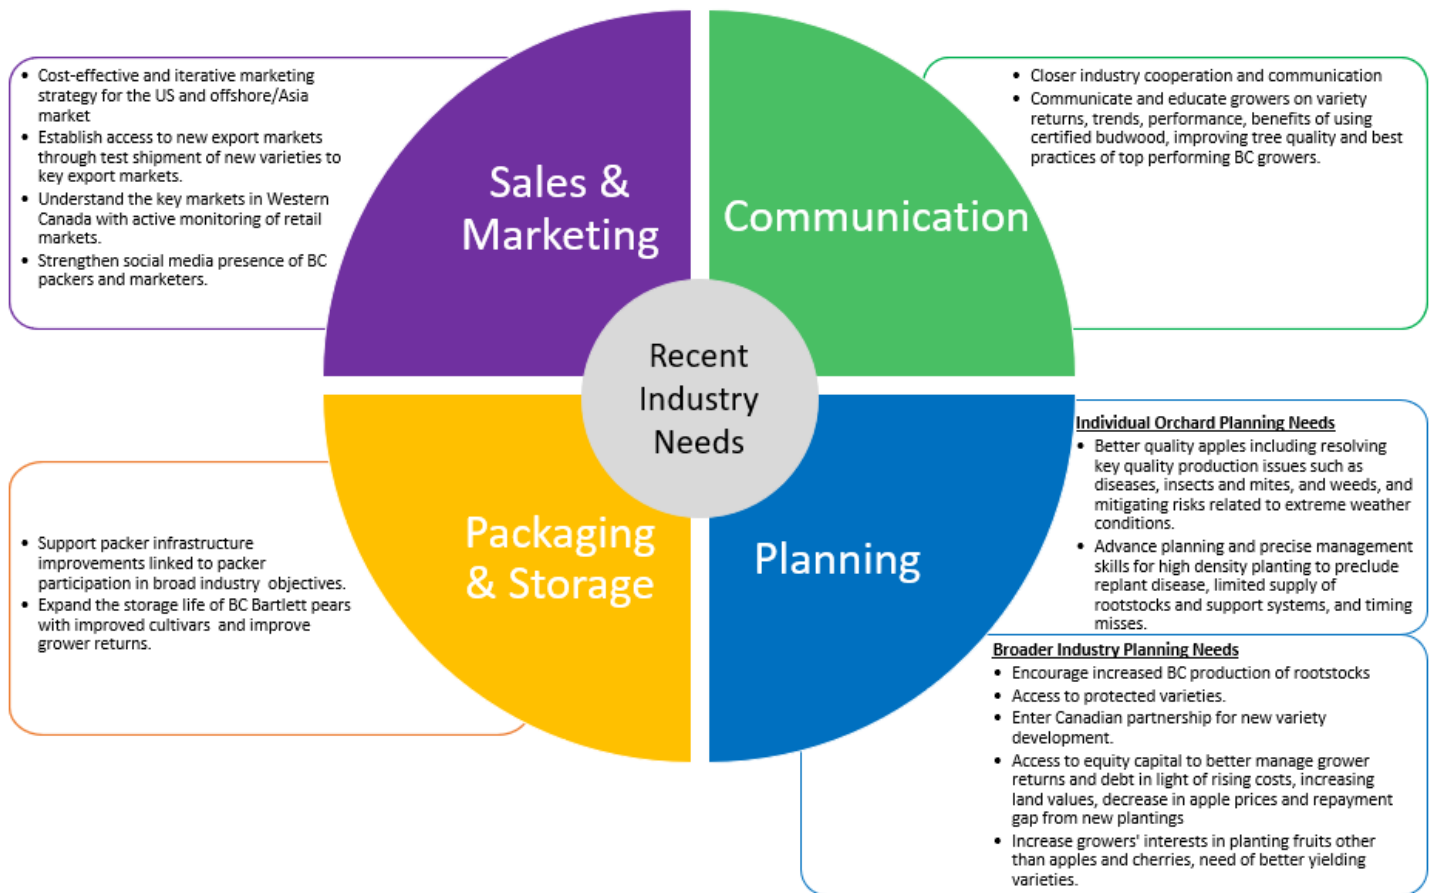 • Cost-effective and iterative marketing
strategy for the US and offshore/Asia
market
• Establish access to new export markets
through test shipment of new varieties to
key export markets.
• Understand the key markets in Western
Canada with active monitoring of retail
markets.
• Strengthen social media presence of BC
packers and marketers.
Sales &
Marketing
Communication
• Closer industry cooperation and communication
• Communicate and educate growers on variety
returns, trends, performance, benefits of using
certified budwood, improving tree quality and best
practices of top performing BC growers.
Recent
Industry
Needs
• Support packer infrastructure
improvements linked to packer
participation in broad industry objectives.
• Expand the storage life of BC Bartlett pears
with improved cultivars and improve
grower returns.
Packaging
& Storage
Planning
Individual Orchard Planning Needs
• Better quality apples including resolving
key quality production issues such as
diseases, insects and mites, and weeds, and
mitigating risks related to extreme weather
conditions.
• Advance planning and precise management
skills for high density planting to preclude
replant disease, limited supply of
rootstocks and support systems, and timing
misses.
Broader Industry Planning Needs
• Encourage increased BC production of rootstocks
• Access to protected varieties.
• Enter Canadian partnership for new variety
development.
• Access to equity capital to better manage grower
returns and debt in light of rising costs, increasing
land values, decrease in apple prices and repayment
gap from new plantings
• Increase growers' interests in planting fruits other
than apples and cherries, need of better yielding
varieties.